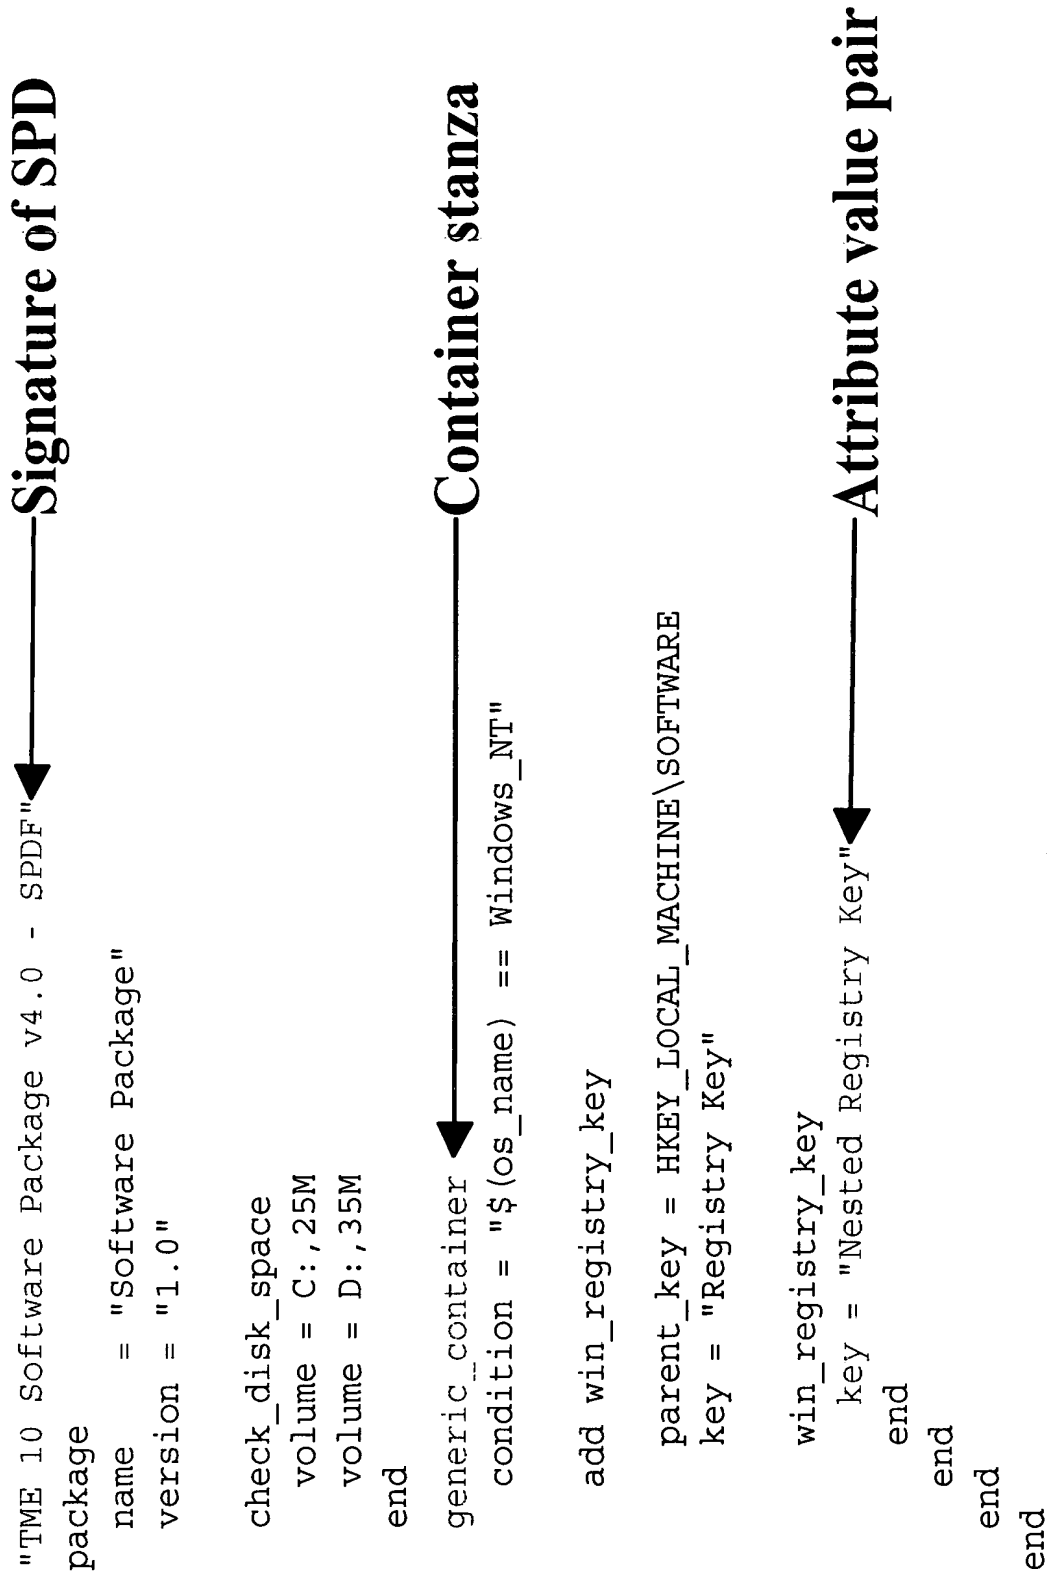 "TME 10 Software Package v4.0 - SPDF" Signature of SPD
package
name = "Software Package"
version = "1.0"
check_disk_space
volume = C:,25M
volume = D:,35M
end
generic_container Container stanza
condition = "$(os_name) == Windows_NT"
add win_registry_key
parent_key = HKEY_LOCAL_MACHINE\SOFTWARE
key = "Registry Key"
win_registry_key
key = "Nested Registry Key" Attribute value pair
end
end
end
end